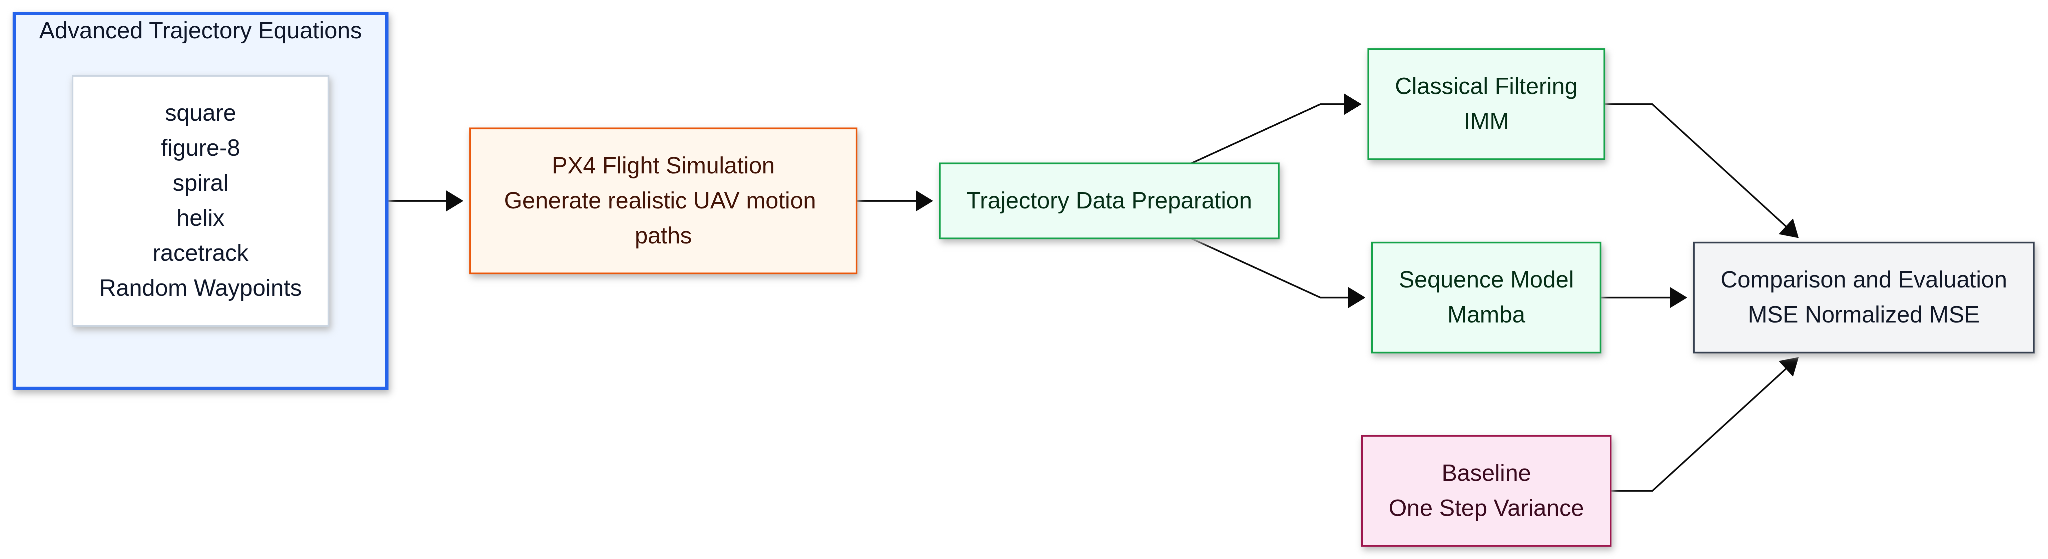 Advanced Trajectory Equations
square
figure-8
spiral
helix
racetrack
Random Waypoints
PX4 Flight Simulation
Generate realistic UAV motion
paths
Trajectory Data Preparation
Classical Filtering
IMM
Sequence Model
Mamba
Baseline
One Step Variance
Comparison and Evaluation
MSE Normalized MSE